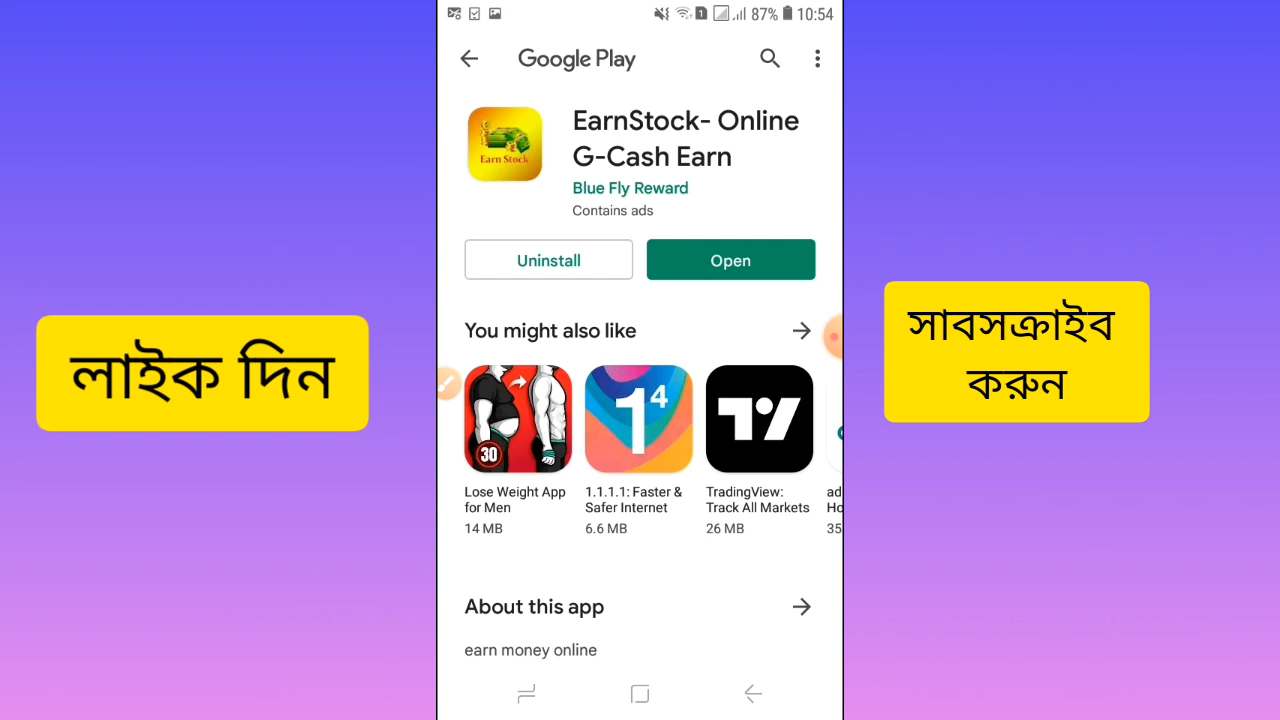 87% 10:54
Google Play
EarnStock- Online
G-Cash Earn
Earn Stock
Blue Fly Reward
Contains ads
Uninstall
Open
You might also like
লাইক দিন
সাবসক্রাইব
করুন
30
1⁴
Lose Weight App
for Men
14 MB
1.1.1.1: Faster &
Safer Internet
6.6 MB
TradingView:
Track All Markets
26 MB
ad
35
About this app
earn money online